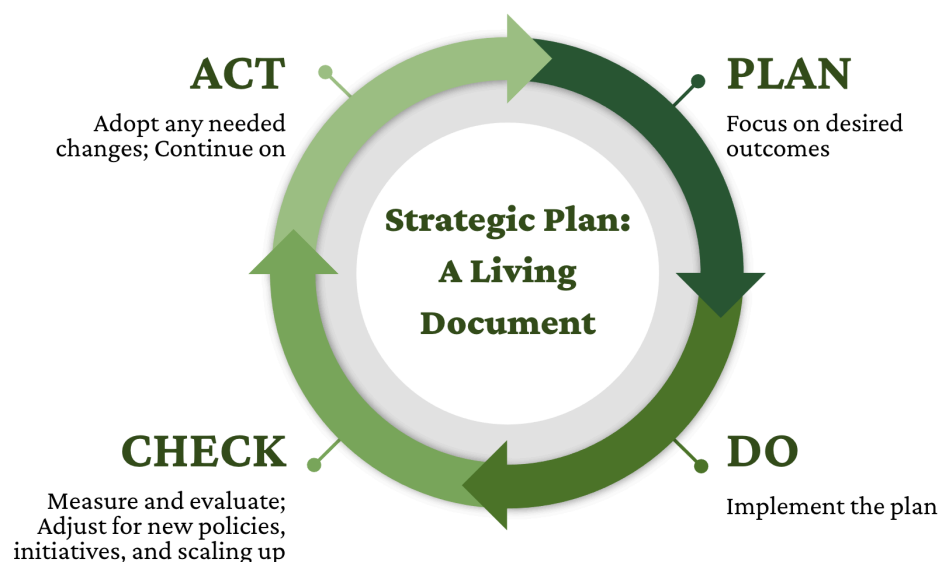 ACT
Adopt any needed
changes; Continue on
PLAN
Focus on desired
outcomes
Strategic Plan:
A Living
Document
CHECK
Measure and evaluate;
Adjust for new policies,
initiatives, and scaling up
DO
Implement the plan